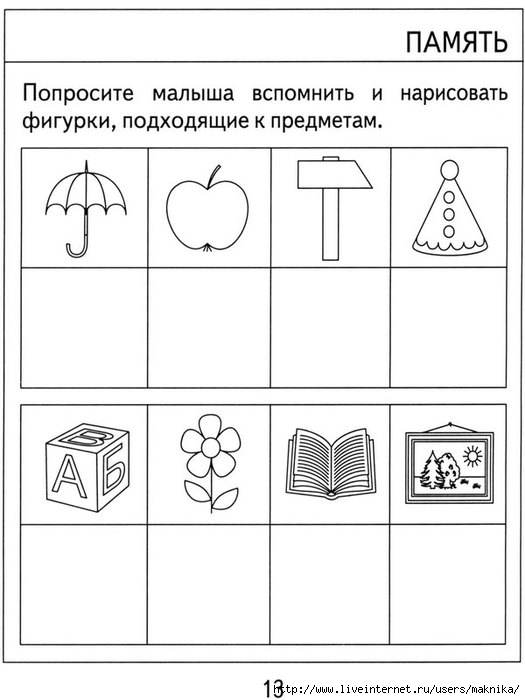 ПАМЯТЬ
Попросите малыша вспомнить и нарисовать
фигурки, подходящие к предметам.
В
А Б
13
http://www.liveinternet.ru/users/maknika/